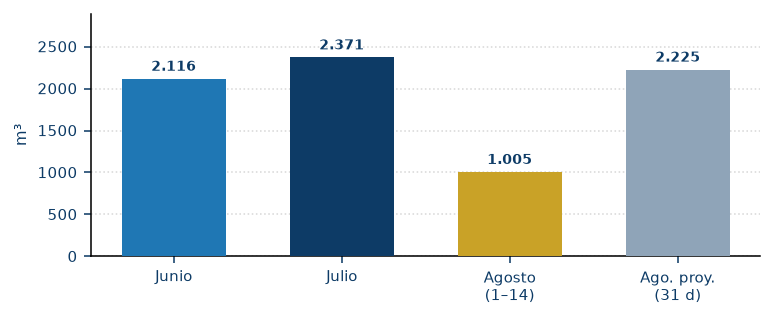 m³
2500
2000
1500
1000
500
0
2.116
2.371
1.005
2.225
Junio
Julio
Agosto
(1–14)
Ago. proy.
(31 d)